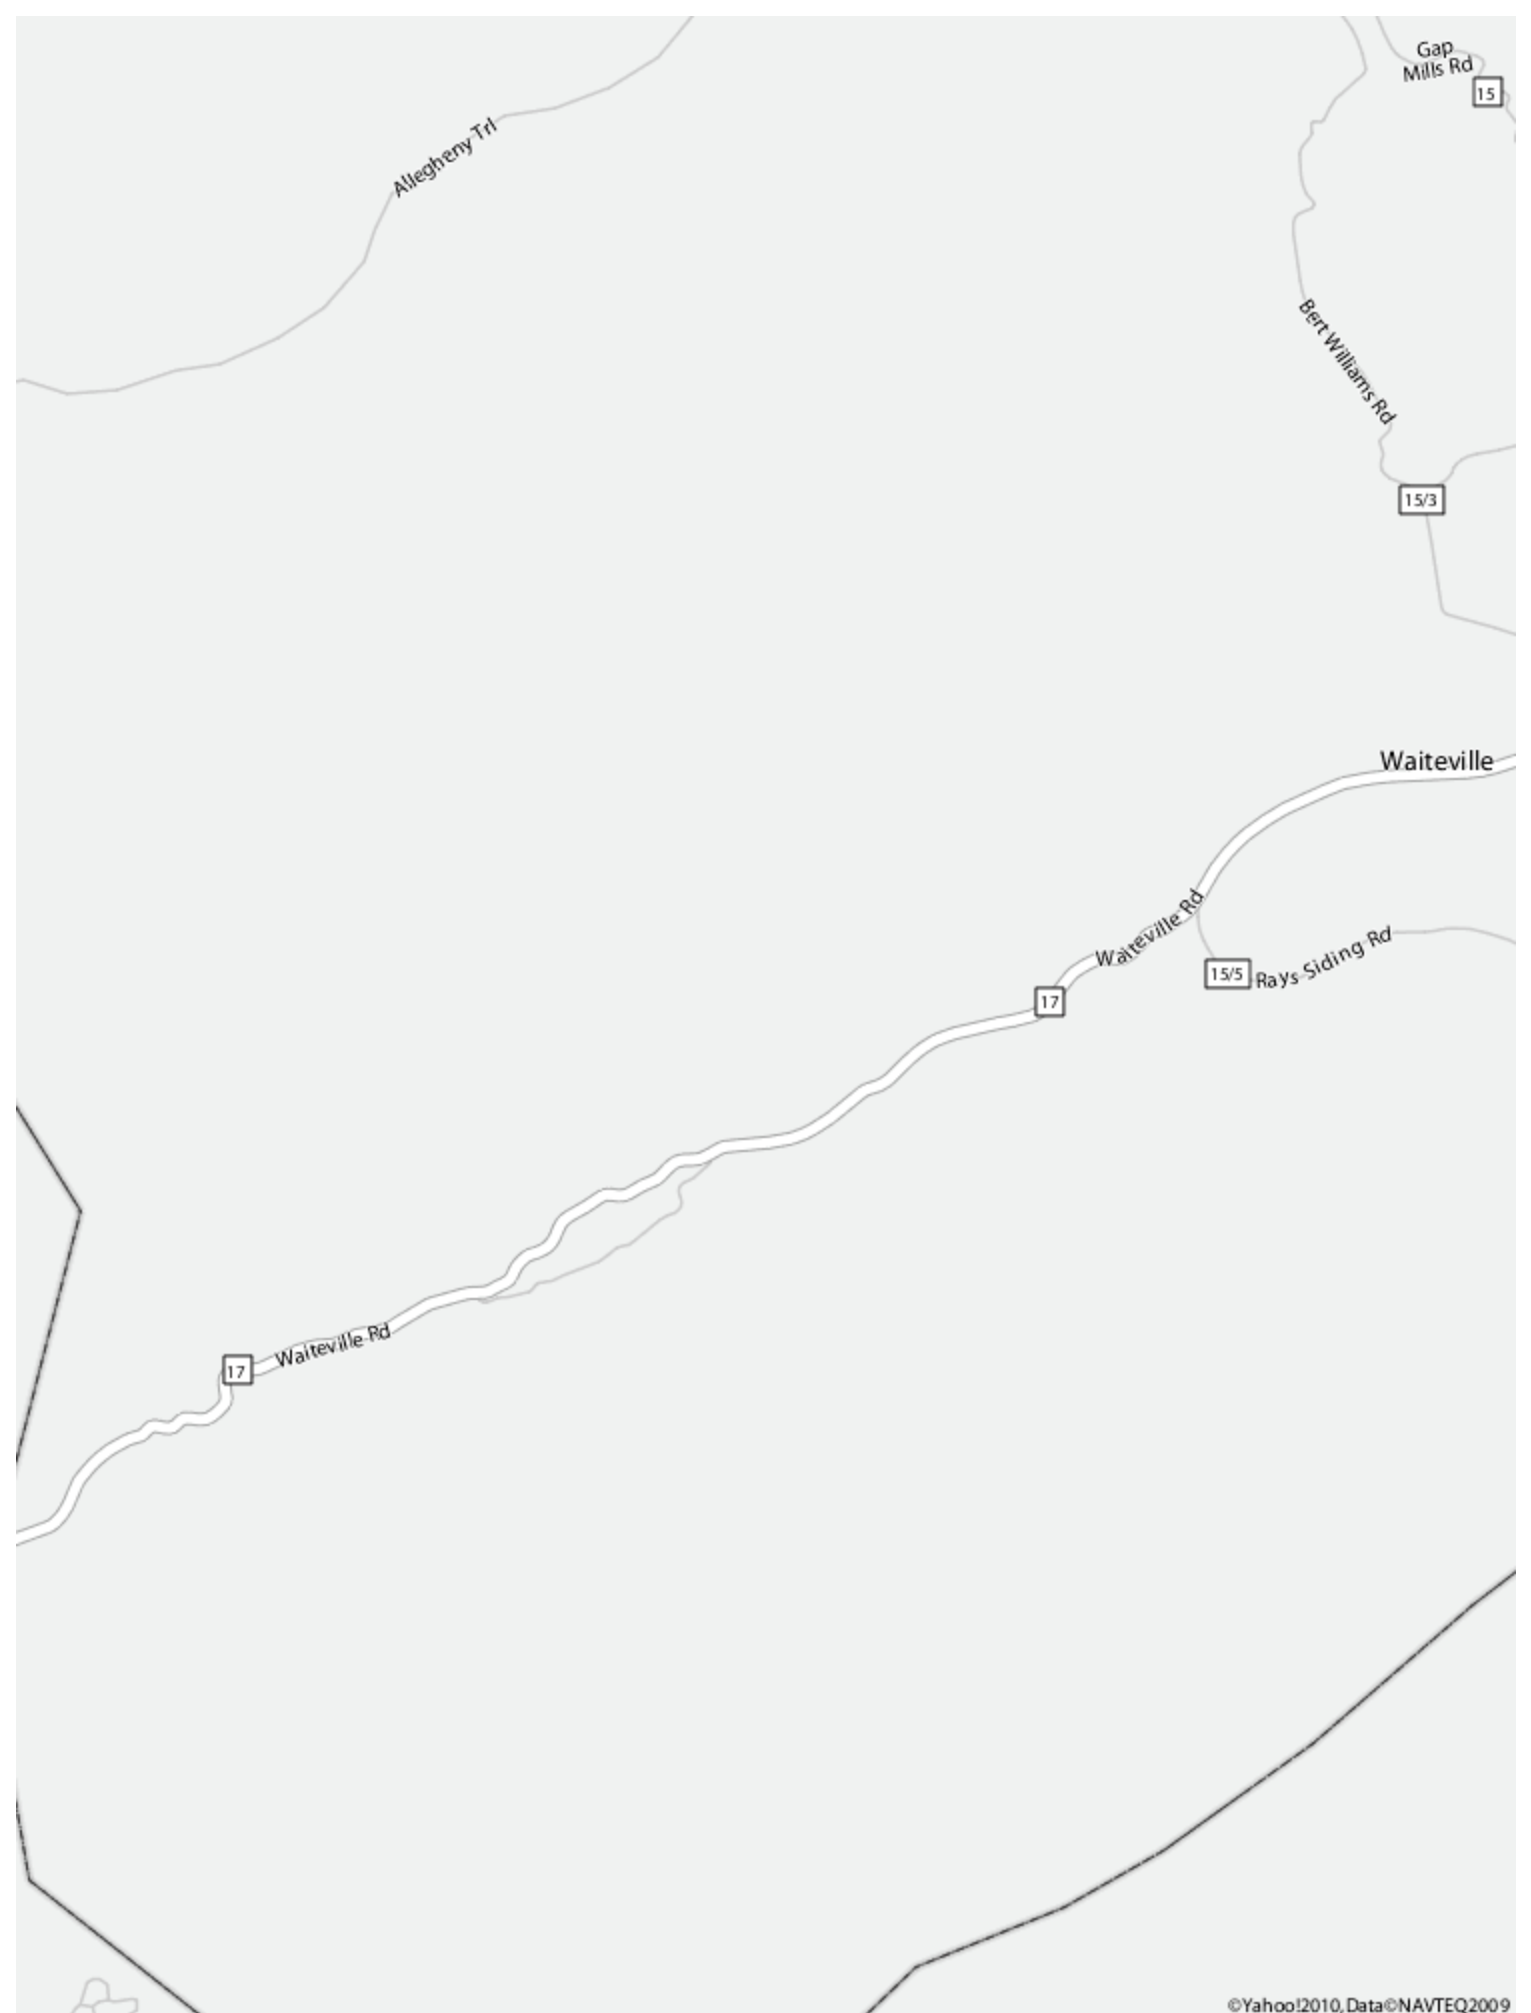 Gap
Mills Rd
15
Allegheny Trl
Bert Williams Rd
15/3
Waiteville
Waiteville Rd
Rays Siding Rd
15/5
17
Waiteville Rd
17
©Yahoo!2010, Data©NAVTEQ2009